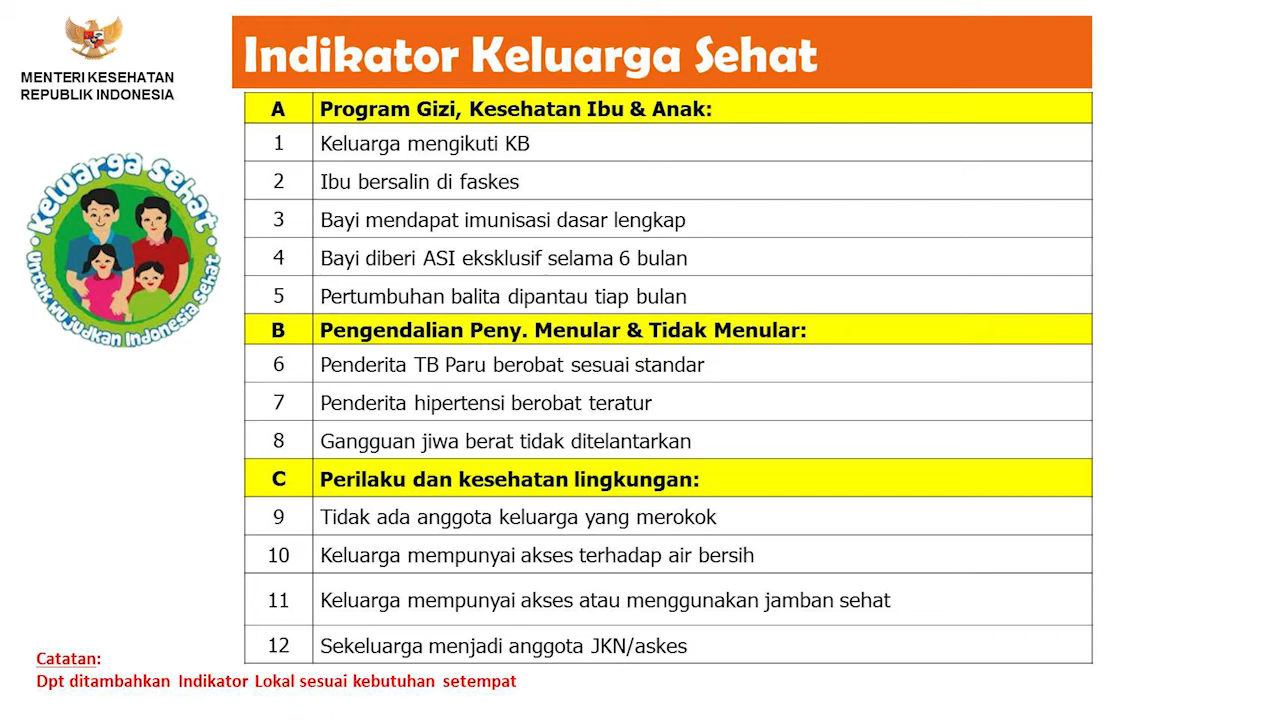 MENTERI KESEHATAN
REPUBLIK INDONESIA
Indikator Keluarga Sehat
Keluarga Sehat
Untuk wujudkan Indonesia Sehat
A Program Gizi, Kesehatan Ibu & Anak:
1 Keluarga mengikuti KB
2 Ibu bersalin di faskes
3 Bayi mendapat imunisasi dasar lengkap
4 Bayi diberi ASI eksklusif selama 6 bulan
5 Pertumbuhan balita dipantau tiap bulan
B Pengendalian Peny. Menular & Tidak Menular:
6 Penderita TB Paru berobat sesuai standar
7 Penderita hipertensi berobat teratur
8 Gangguan jiwa berat tidak ditelantarkan
C Perilaku dan kesehatan lingkungan:
9 Tidak ada anggota keluarga yang merokok
10 Keluarga mempunyai akses terhadap air bersih
11 Keluarga mempunyai akses atau menggunakan jamban sehat
12 Sekeluarga menjadi anggota JKN/askes
Catatan:
Dpt ditambahkan Indikator Lokal sesuai kebutuhan setempat